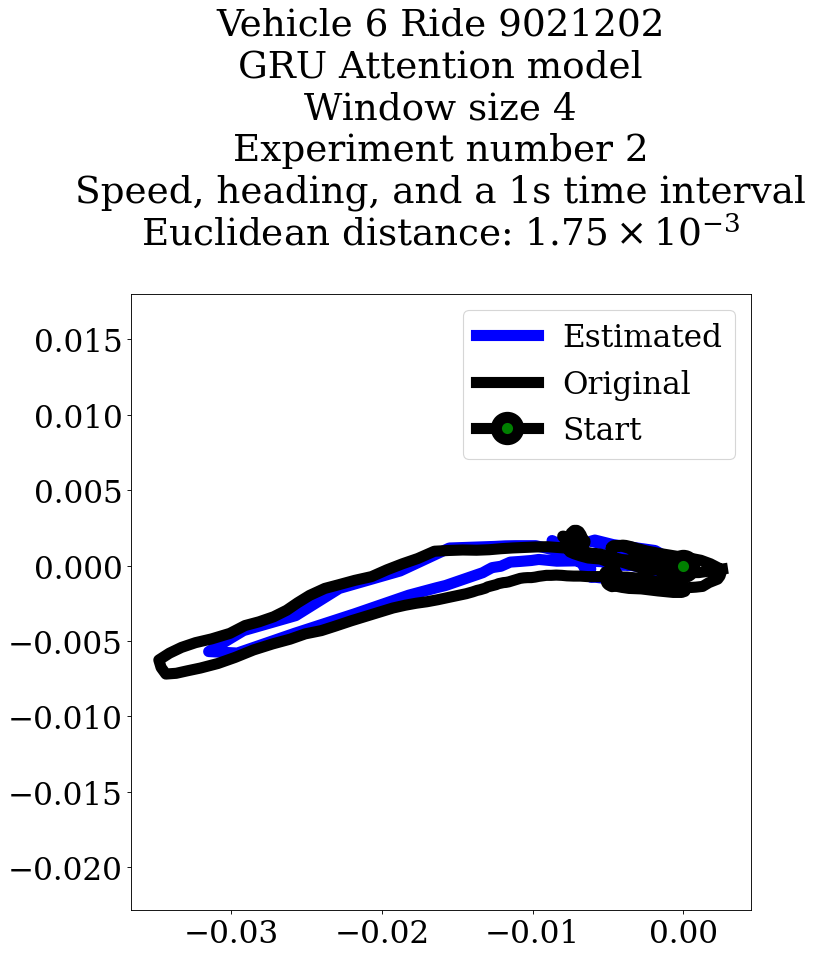 Vehicle 6 Ride 9021202
GRU Attention model
Window size 4
Experiment number 2
Speed, heading, and a 1s time interval
Euclidean distance: 1.75 × 10⁻³
Estimated
Original
Start
0.015
0.010
0.005
0.000
−0.005
−0.010
−0.015
−0.020
−0.03 −0.02 −0.01 0.00